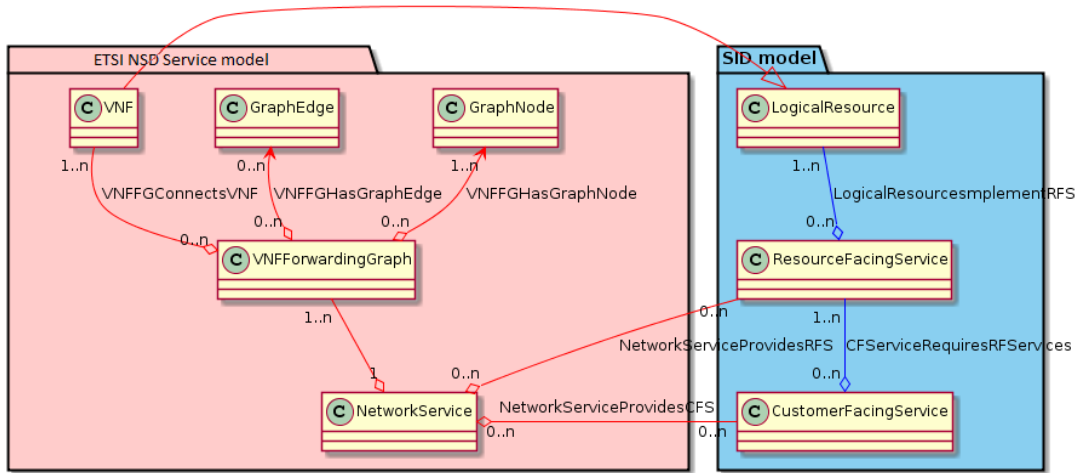 ETSI NSD Service model
SID model
C VNF
C GraphEdge
C GraphNode
C LogicalResource
1..n
0..n
1..n
1..n
VNFFGConnectsVNF
VNFFGHasGraphEdge
VNFFGHasGraphNode
LogicalResourcesmplementRFS
0..n
0..n
0..n
0..n
C VNFForwardingGraph
C ResourceFacingService
1..n
0..n
1..n
NetworkServiceProvidesRFS
CFServiceRequiresRFServices
1
0..n
0..n
C NetworkService
NetworkServiceProvidesCFS
C CustomerFacingService
0..n
0..n